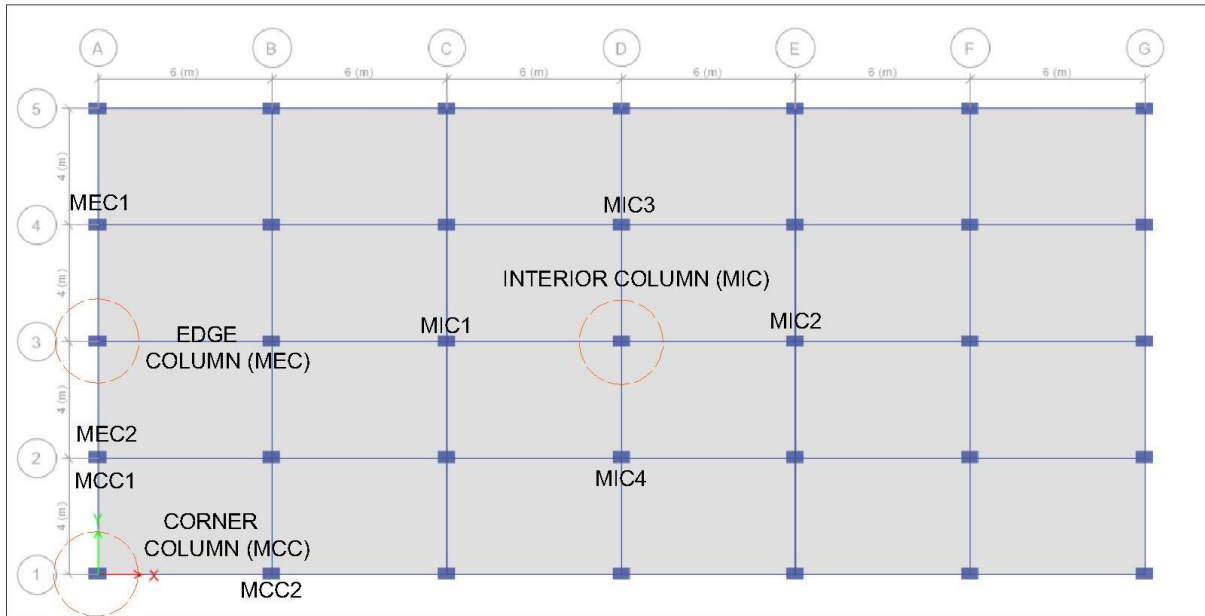 A B C D E F G
6 (m) 6 (m) 6 (m) 6 (m) 6 (m) 6 (m)
5
4 (m)
MEC1 MIC3
4
4 (m)
INTERIOR COLUMN (MIC)
MIC1 MIC2
3
EDGE
COLUMN (MEC)
4 (m)
MEC2
2
MCC1 MIC4
4 (m)
Y
CORNER
COLUMN (MCC)
1
X
MCC2